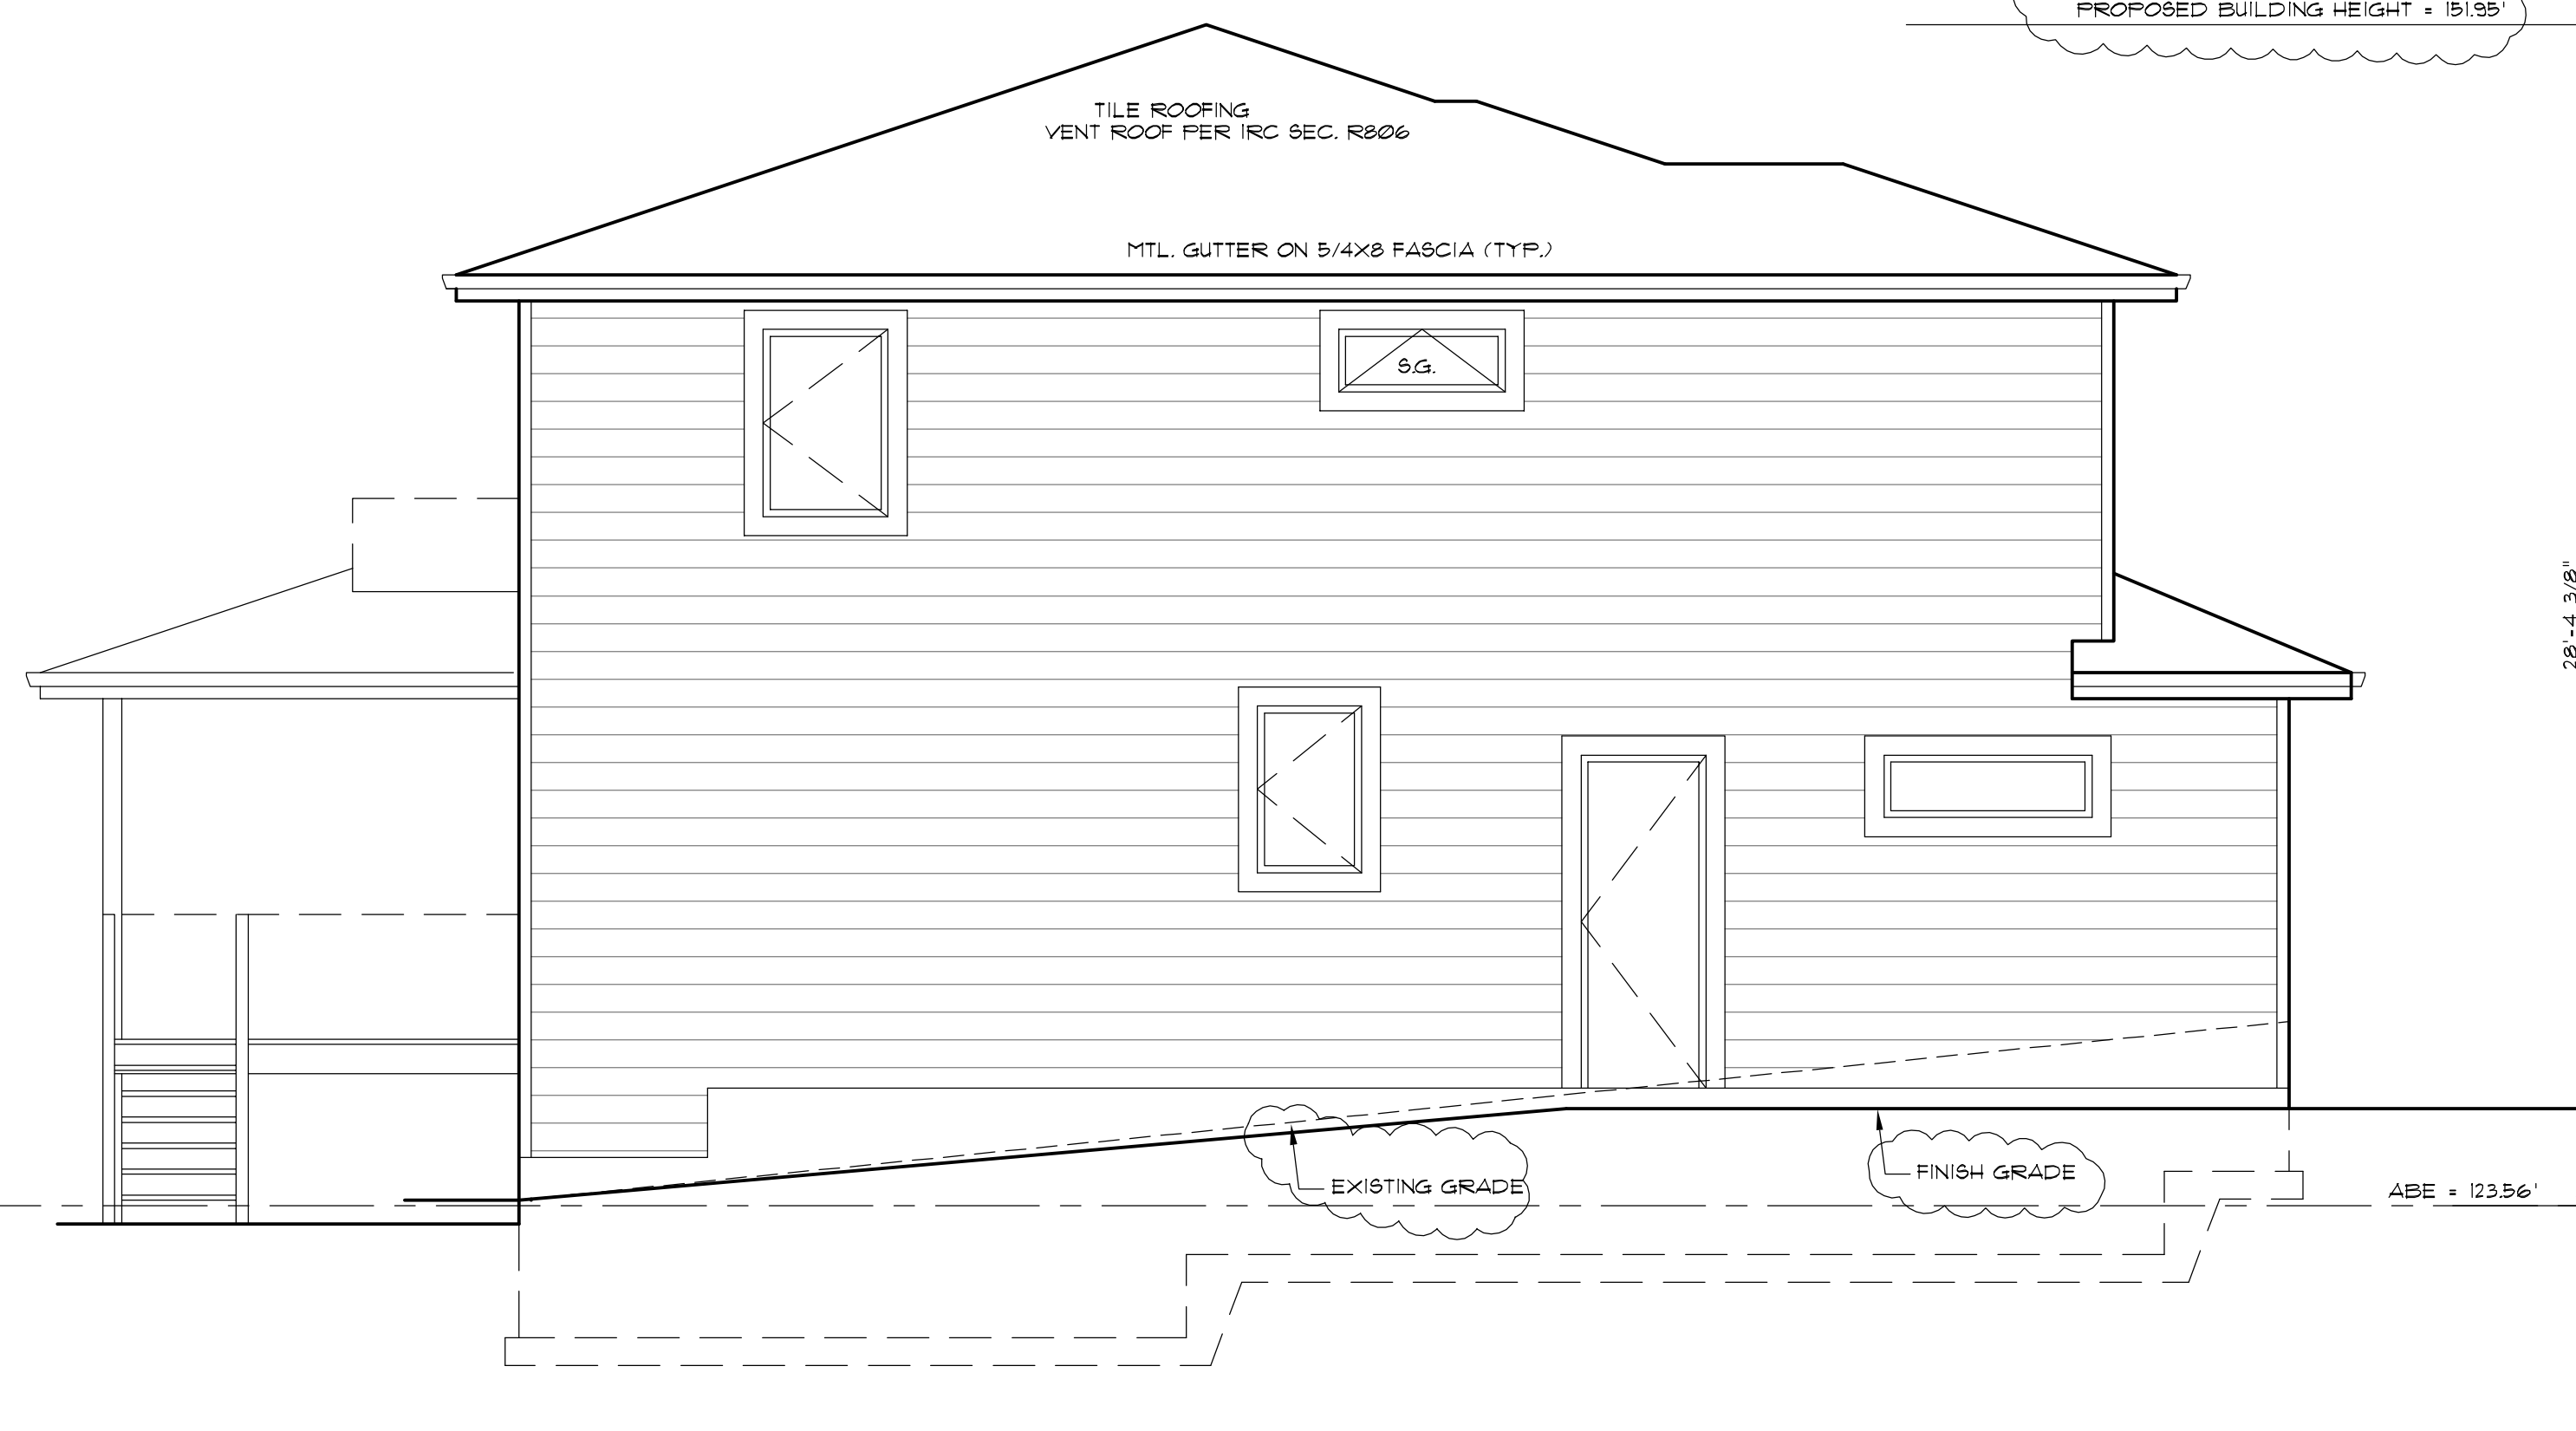 PROPOSED BUILDING HEIGHT = 151.95'
TILE ROOFING
VENT ROOF PER IRC SEC. R806
MTL. GUTTER ON 5/4X8 FASCIA (TYP.)
S.G.
28'-4 3/8"
EXISTING GRADE
FINISH GRADE
ABE = 123.56'